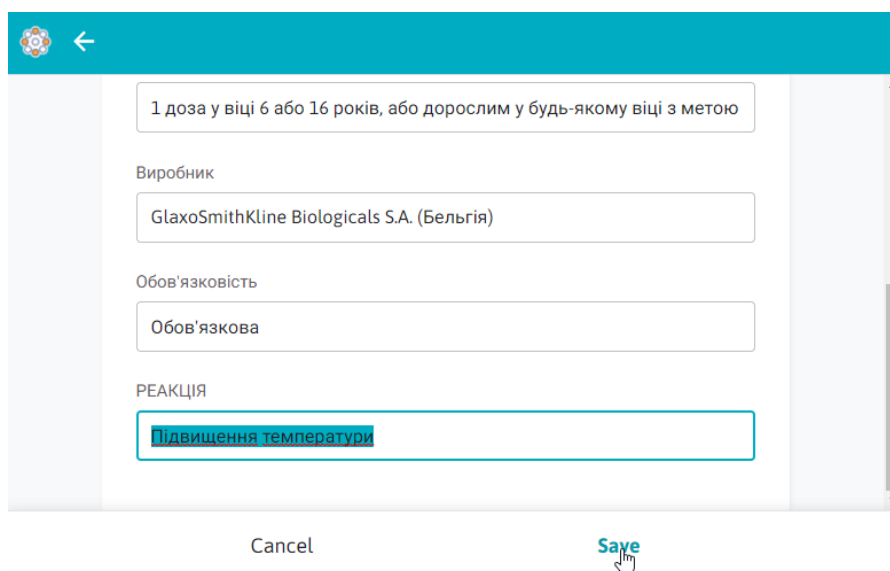 1 доза у віці 6 або 16 років, або дорослим у будь-якому віці з метою
Виробник
GlaxoSmithKline Biologicals S.A. (Бельгія)
Обов'язковість
Обов'язкова
РЕАКЦІЯ
Підвищення температури
Cancel
Save